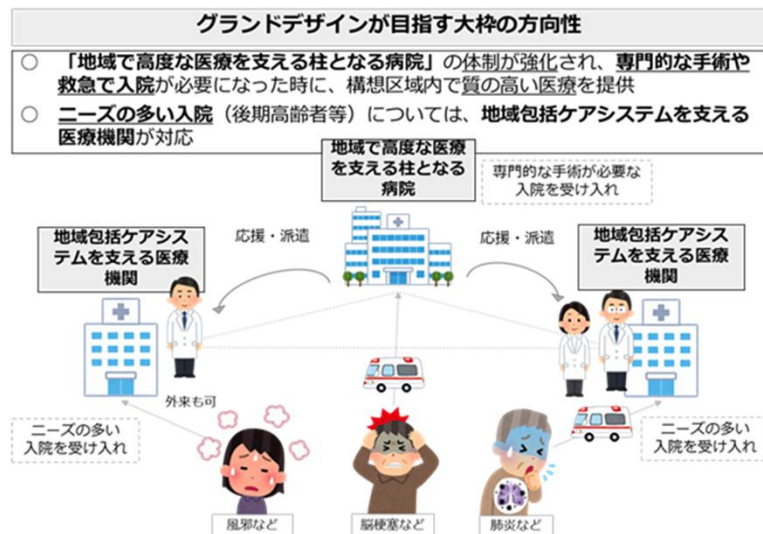 グランドデザインが目指す大枠の方向性
○ 「地域で高度な医療を支える柱となる病院」の体制が強化され、専門的な手術や
救急で入院が必要になった時に、構想区域内で質の高い医療を提供
○ ニーズの多い入院（後期高齢者等）については、地域包括ケアシステムを支える
医療機関が対応
地域で高度な医療
を支える柱となる
病院
専門的な手術が必要な
入院を受け入れ
地域包括ケアシス
テムを支える医療
機関
応援・派遣
応援・派遣
地域包括ケアシス
テムを支える医療
機関
外来も可
ニーズの多い
入院を受け入れ
ニーズの多い
入院を受け入れ
風邪など
脳梗塞など
肺炎など